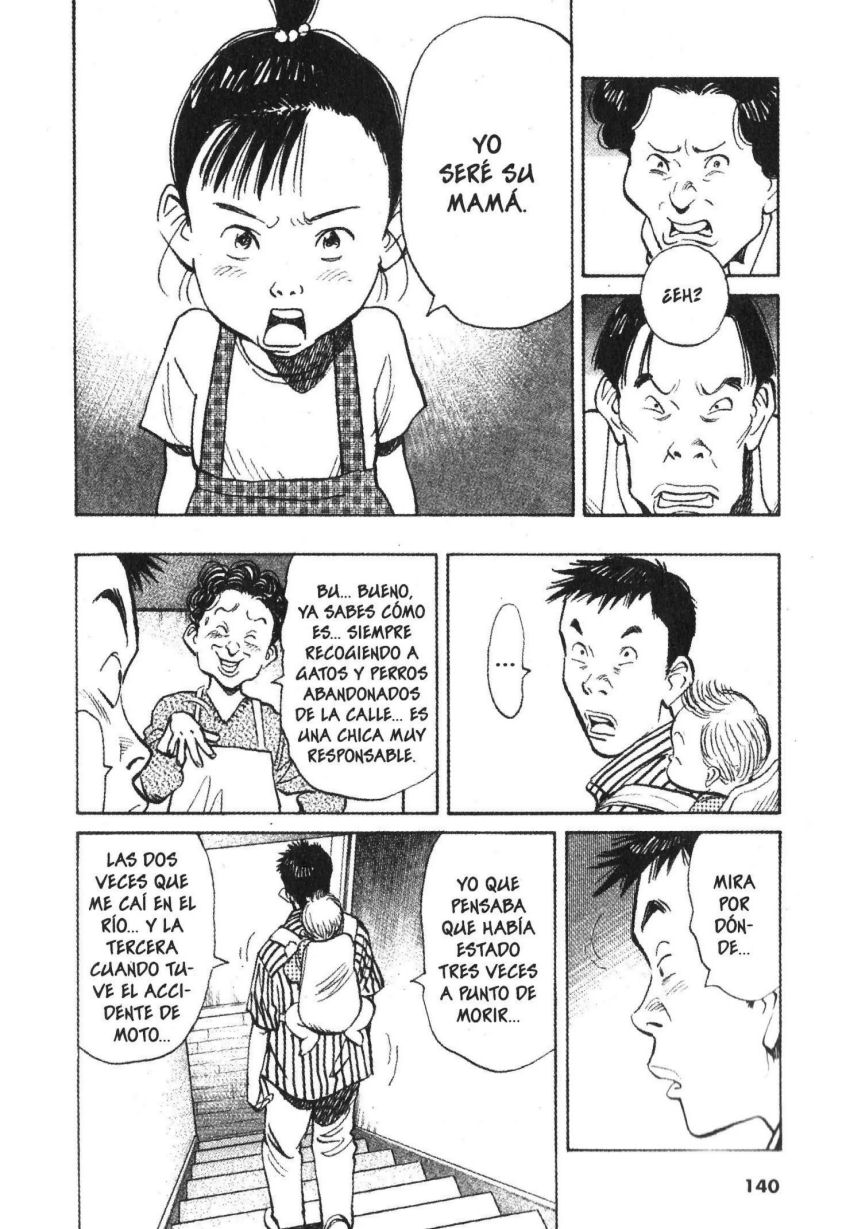 ¿EH?
YO
SERÉ SU
MAMÁ.
...
BU... BUENO,
YA SABES CÓMO
ES... SIEMPRE
RECOGIENDO A
GATOS Y PERROS
ABANDONADOS
DE LA CALLE... ES
UNA CHICA MUY
RESPONSABLE.
MIRA
POR
DÓN-
DE...
YO QUE
PENSABA
QUE HABÍA
ESTADO
TRES VECES
A PUNTO DE
MORIR...
LAS DOS
VECES QUE
ME CAÍ EN EL
RÍO... Y LA
TERCERA
CUANDO TU-
VE EL ACCI-
DENTE DE
MOTO...
140